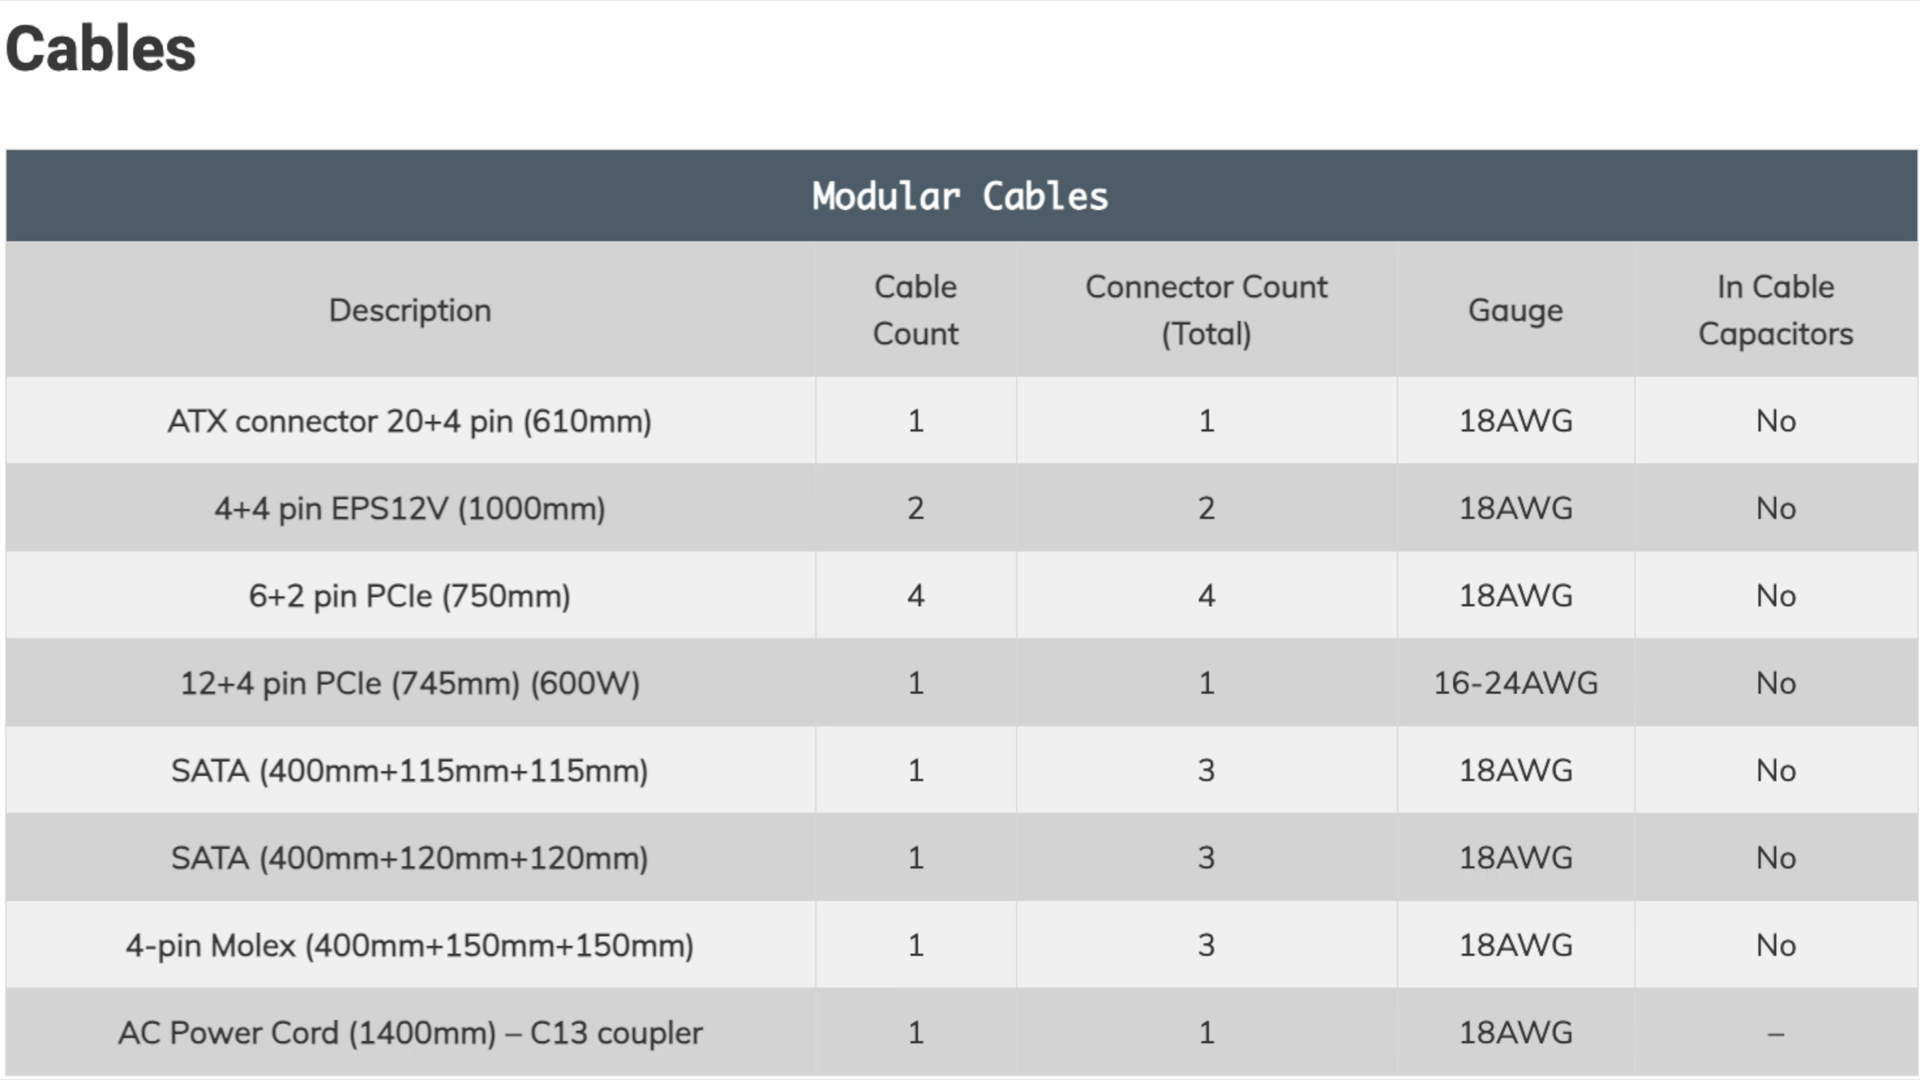 Cables
Modular Cables
Description Cable Count Connector Count (Total) Gauge In Cable Capacitors
ATX connector 20+4 pin (610mm) 1 1 18AWG No
4+4 pin EPS12V (1000mm) 2 2 18AWG No
6+2 pin PCIe (750mm) 4 4 18AWG No
12+4 pin PCIe (745mm) (600W) 1 1 16-24AWG No
SATA (400mm+115mm+115mm) 1 3 18AWG No
SATA (400mm+120mm+120mm) 1 3 18AWG No
4-pin Molex (400mm+150mm+150mm) 1 3 18AWG No
AC Power Cord (1400mm) – C13 coupler 1 1 18AWG –